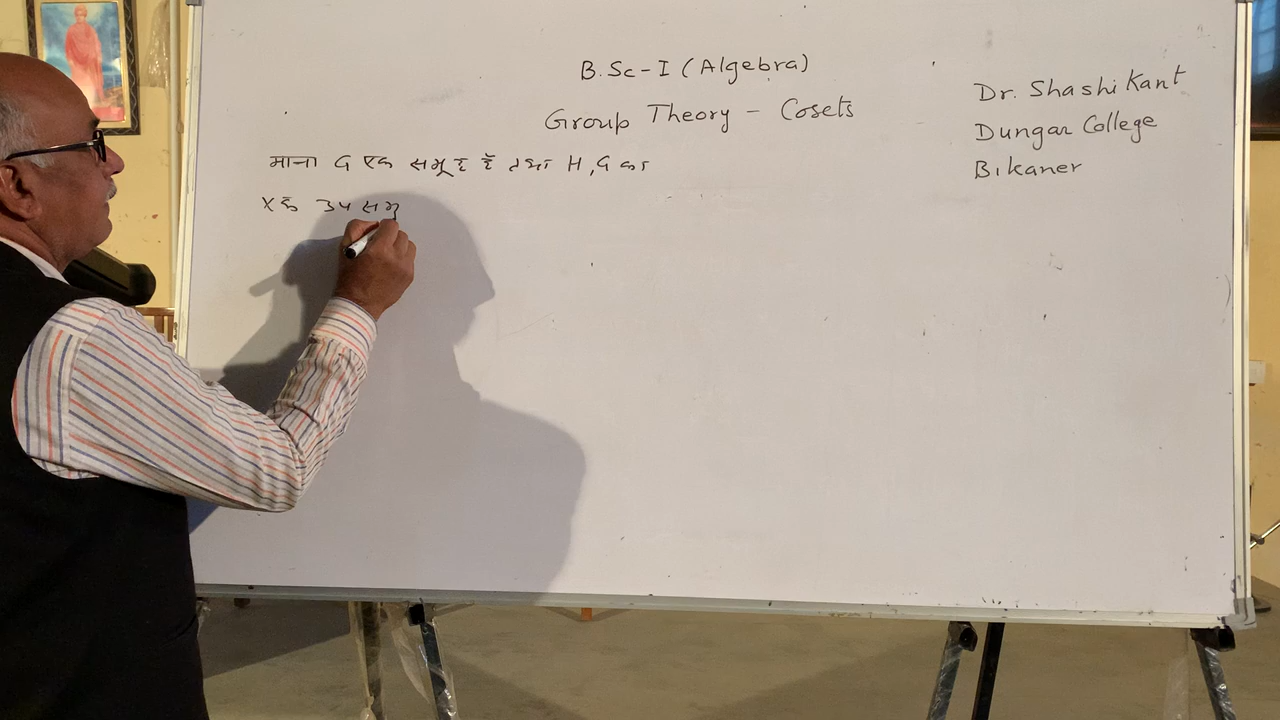 B.Sc-I (Algebra)
Group Theory - Cosets
Dr. Shashi Kant
Dungar College
Bikaner
माना G एक समूह है तथा H, G का
एक उपसमू